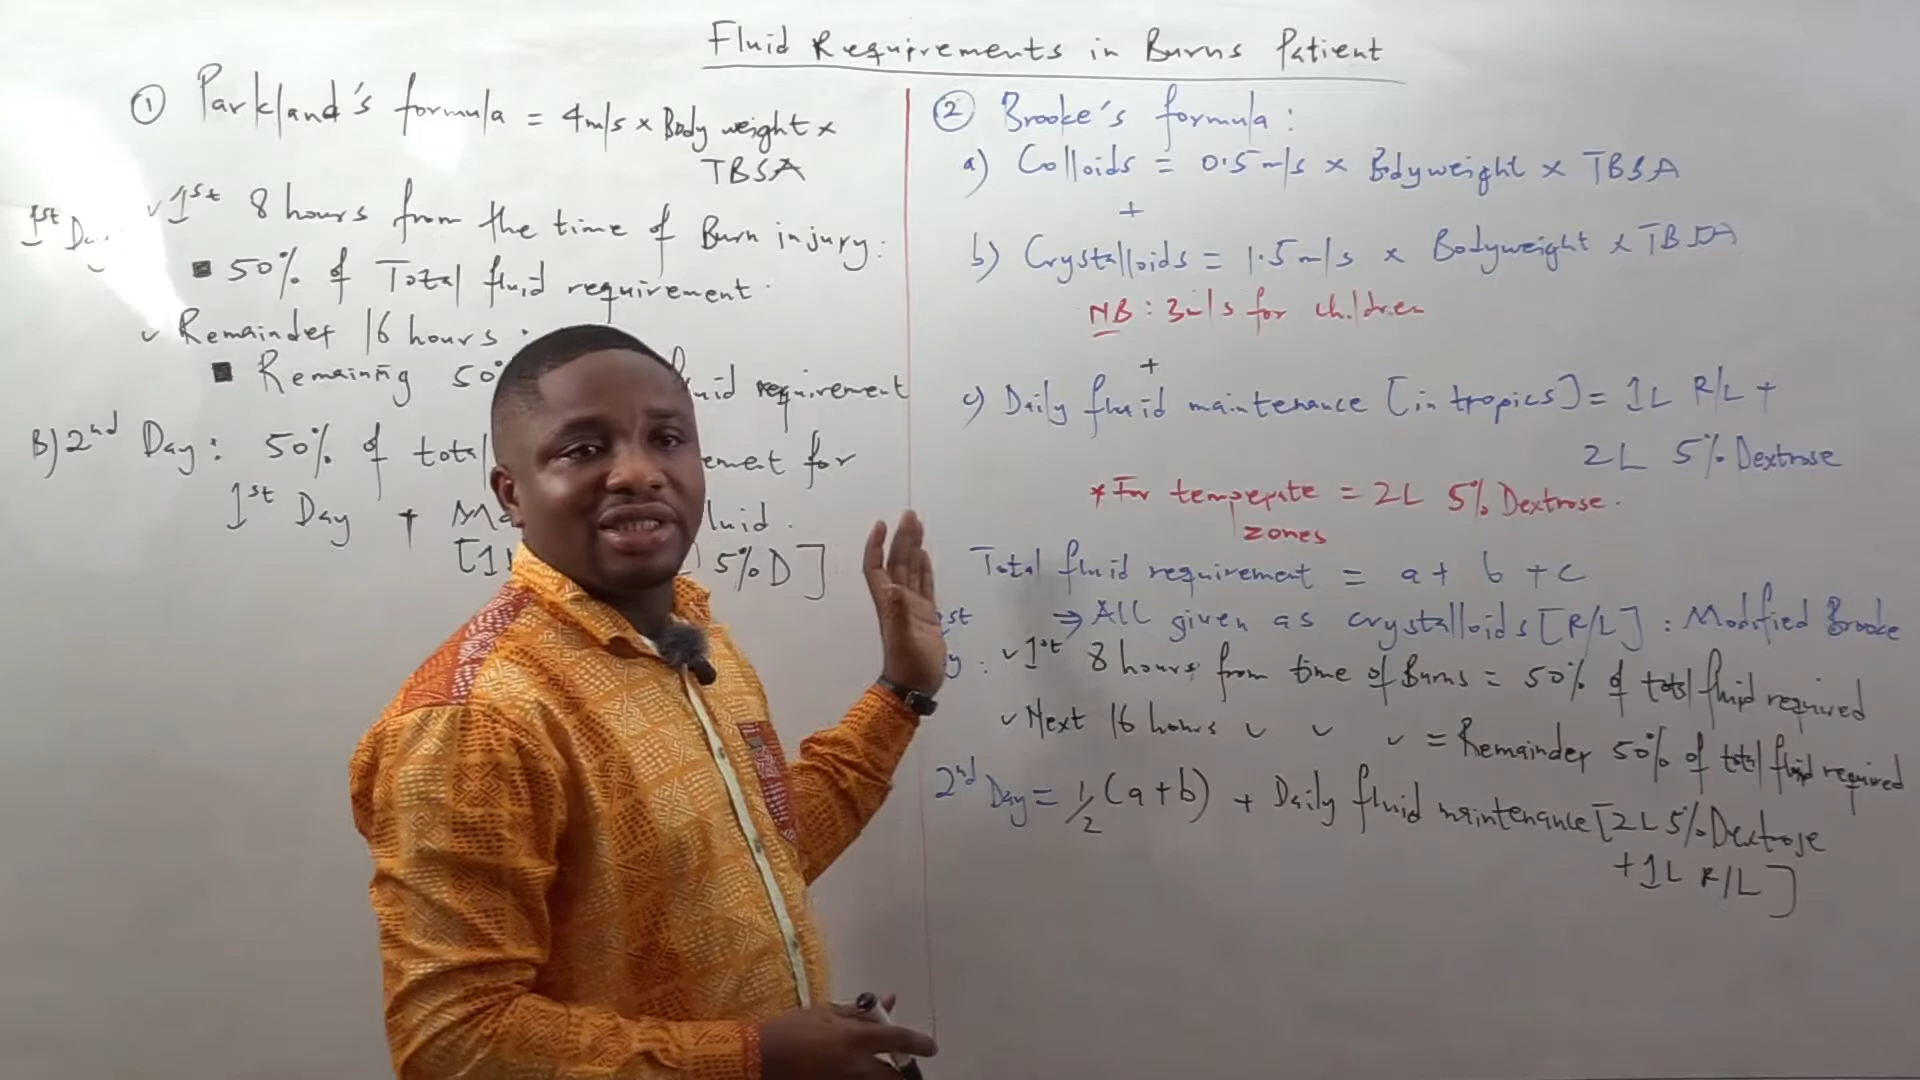 Fluid Requirements in Burns Patient
① Parkland's formula = 4mls × Body weight ×
TBSA
1st Day
✓ 1st 8 hours from the time of Burn injury:
▪ 50% of Total fluid requirement.
✓ Remainder 16 hours:
▪ Remaining 50% fluid requirement
B) 2nd Day: 50% of total for
1st Day + fluid.
5% D]
② Brooke's formula:
a) Colloids = 0.5mls × Bodyweight × TBSA
+
b) Crystalloids = 1.5mls × Bodyweight × TBSA
NB: 3mls for children
+
c) Daily fluid maintenance [in tropics] = 1L R/L +
2L 5% Dextrose
* For temperate = 2L 5% Dextrose.
zones
Total fluid requirement = a + b + c
⇒ All given as crystalloids [R/L] : Modified Brooke
✓ 1st 8 hours from time of Burns = 50% of total fluid required
✓ Next 16 hours ✓ ✓ ✓ = Remainder 50% of total fluid required
2nd Day = 1/2 (a+b) + Daily fluid maintenance [2L 5% Dextrose
+ 1L R/L]